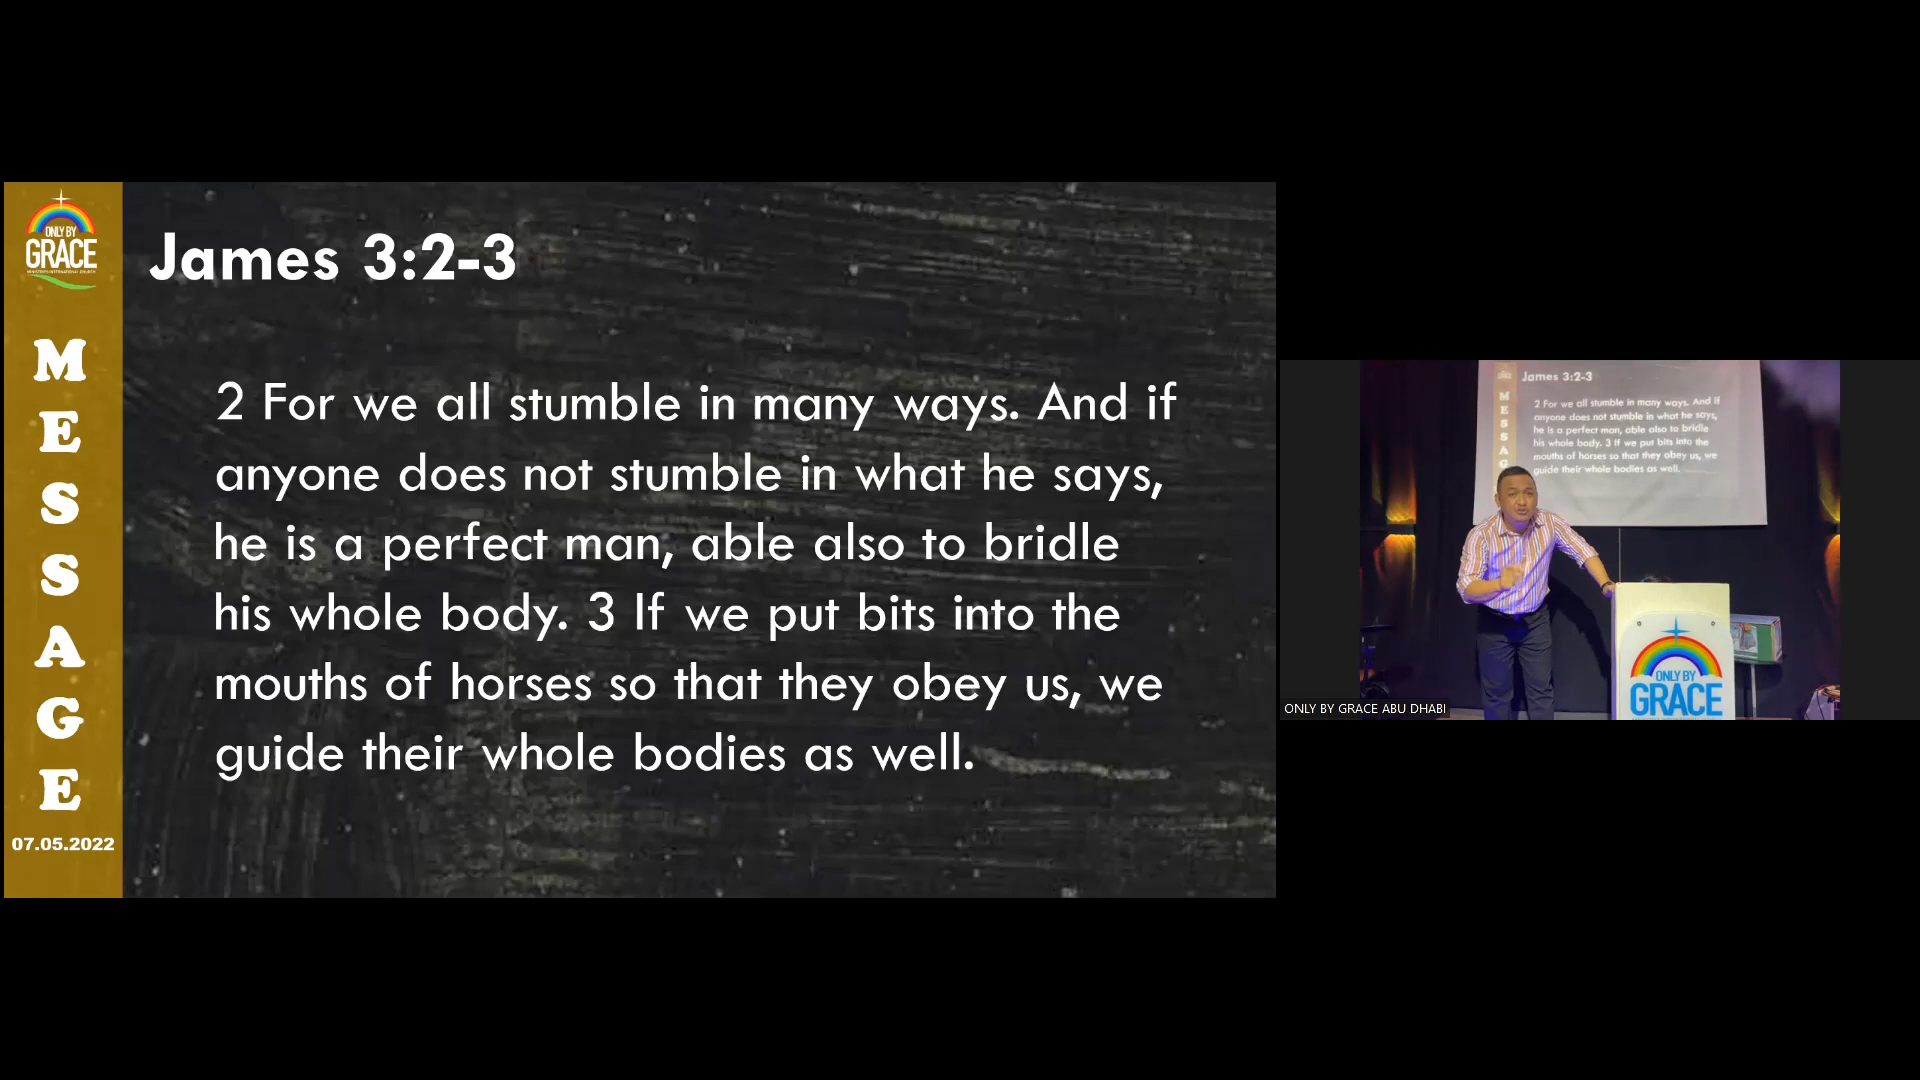 ONLY BY
GRACE
MINISTRIES INTERNATIONAL CHURCH
MESSAGE
07.05.2022
James 3:2-3
2 For we all stumble in many ways. And if
anyone does not stumble in what he says,
he is a perfect man, able also to bridle
his whole body. 3 If we put bits into the
mouths of horses so that they obey us, we
guide their whole bodies as well.
James 3:2-3
2 For we all stumble in many ways. And if
anyone does not stumble in what he says,
he is a perfect man, able also to bridle
his whole body. 3 If we put bits into the
mouths of horses so that they obey us, we
guide their whole bodies as well.
MESSAG
ONLY BY
GRACE
ONLY BY GRACE ABU DHABI